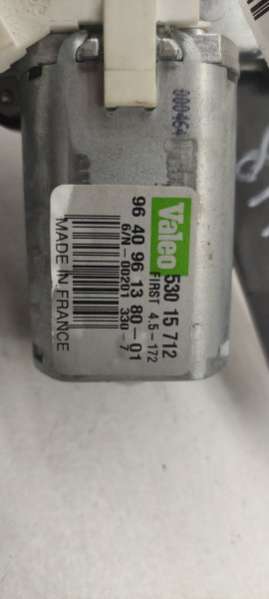 000454
Valeo
530 15 712
FIRST 4.5-172
96 40 96 13 80-01
6/N-00201 330-7
MADE IN FRANCE